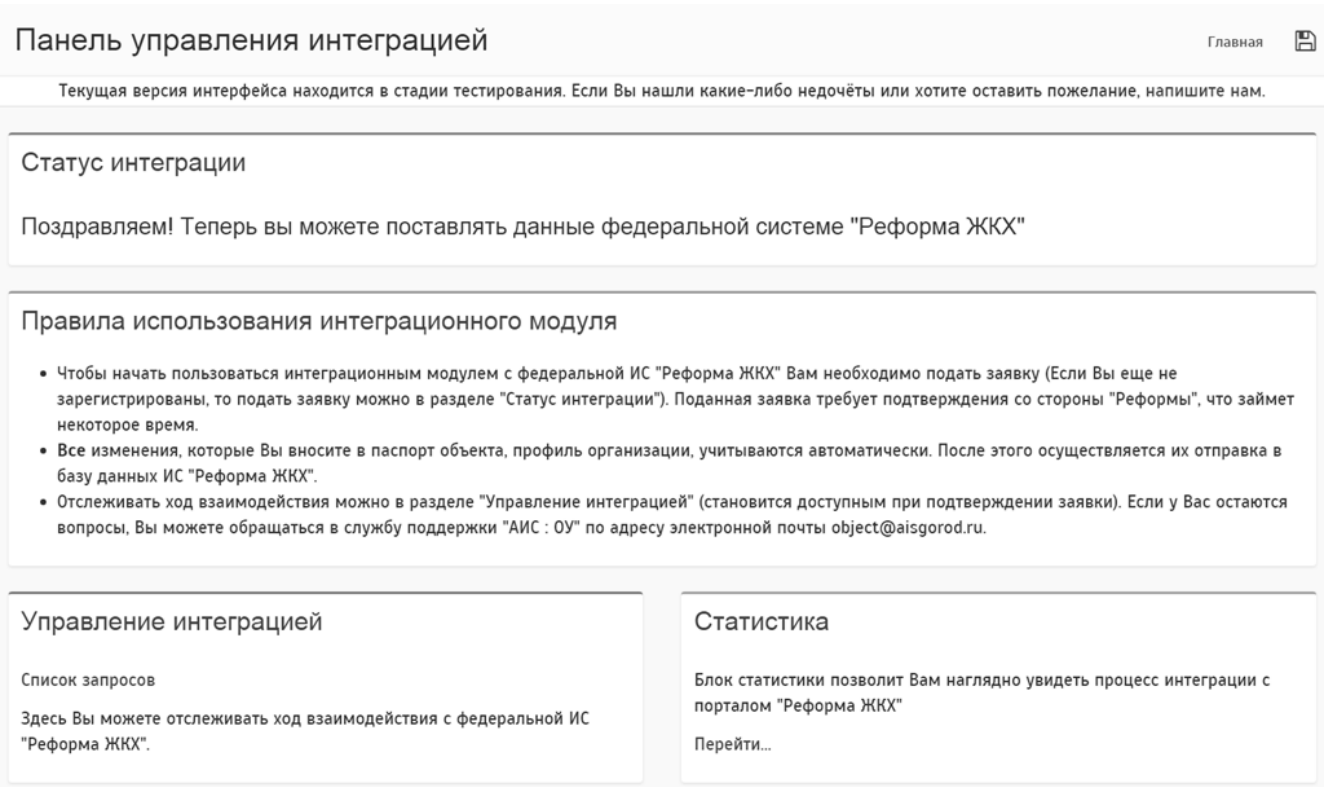 Панель управления интеграцией
Главная
Текущая версия интерфейса находится в стадии тестирования. Если Вы нашли какие-либо недочёты или хотите оставить пожелание, напишите нам.
Статус интеграции
Поздравляем! Теперь вы можете поставлять данные федеральной системе "Реформа ЖКХ"
Правила использования интеграционного модуля
• Чтобы начать пользоваться интеграционным модулем с федеральной ИС "Реформа ЖКХ" Вам необходимо подать заявку (Если Вы еще не
зарегистрированы, то подать заявку можно в разделе "Статус интеграции"). Поданная заявка требует подтверждения со стороны "Реформы", что займет
некоторое время.
• Все изменения, которые Вы вносите в паспорт объекта, профиль организации, учитываются автоматически. После этого осуществляется их отправка в
базу данных ИС "Реформа ЖКХ".
• Отслеживать ход взаимодействия можно в разделе "Управление интеграцией" (становится доступным при подтверждении заявки). Если у Вас остаются
вопросы, Вы можете обращаться в службу поддержки "АИС : ОУ" по адресу электронной почты object@aisgorod.ru.
Управление интеграцией
Список запросов
Здесь Вы можете отслеживать ход взаимодействия с федеральной ИС
"Реформа ЖКХ".
Статистика
Блок статистики позволит Вам наглядно увидеть процесс интеграции с
порталом "Реформа ЖКХ"
Перейти...